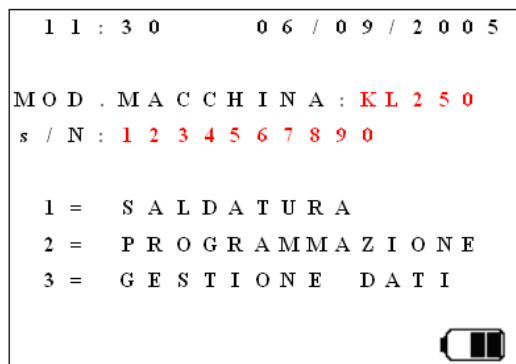 11:30 06/09/2005
MOD.MACCHINA:KL250
s/N:1234567890
1= SALDATURA
2= PROGRAMMAZIONE
3= GESTIONE DATI